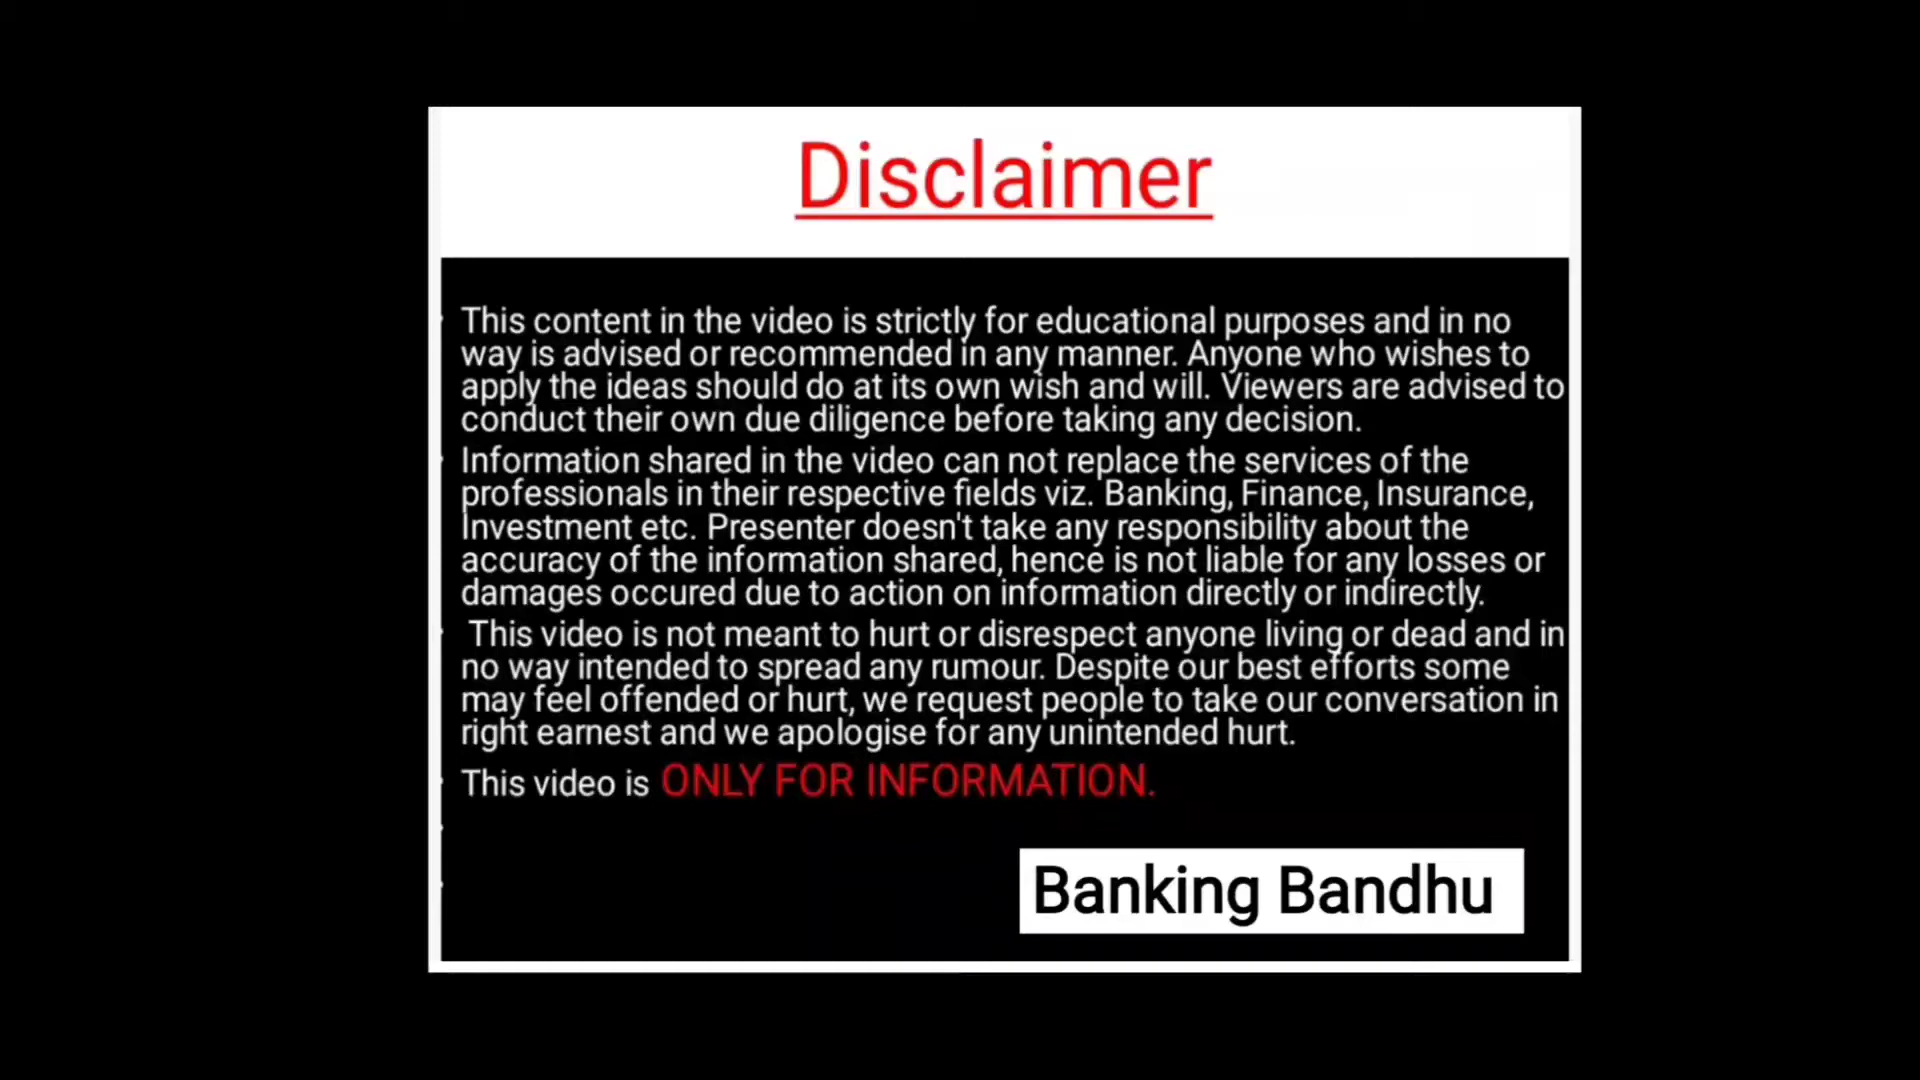 Disclaimer
This content in the video is strictly for educational purposes and in no
way is advised or recommended in any manner. Anyone who wishes to
apply the ideas should do at its own wish and will. Viewers are advised to
conduct their own due diligence before taking any decision.
Information shared in the video can not replace the services of the
professionals in their respective fields viz. Banking, Finance, Insurance,
Investment etc. Presenter doesn't take any responsibility about the
accuracy of the information shared, hence is not liable for any losses or
damages occured due to action on information directly or indirectly.
This video is not meant to hurt or disrespect anyone living or dead and in
no way intended to spread any rumour. Despite our best efforts some
may feel offended or hurt, we request people to take our conversation in
right earnest and we apologise for any unintended hurt.
This video is ONLY FOR INFORMATION.
Banking Bandhu